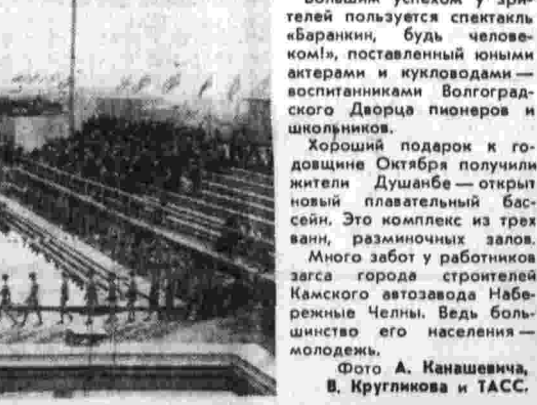 Большим успехом у зри-
телей пользуется спектакль
«Баранкин, будь челове-
ком!», поставленный юными
актерами и кукловодами —
воспитанниками Волгоград-
ского Дворца пионеров и
школьников.
Хороший подарок к го-
довщине Октября получили
жители Душанбе — открыт
новый плавательный бас-
сейн. Это комплекс из трех
ванн, разминочных залов.
Много забот у работников
загса города строителей
Камского автозавода Набе-
режные Челны. Ведь боль-
шинство его населения —
молодежь.
Фото А. Канашевича,
В. Кругликова и ТАСС.